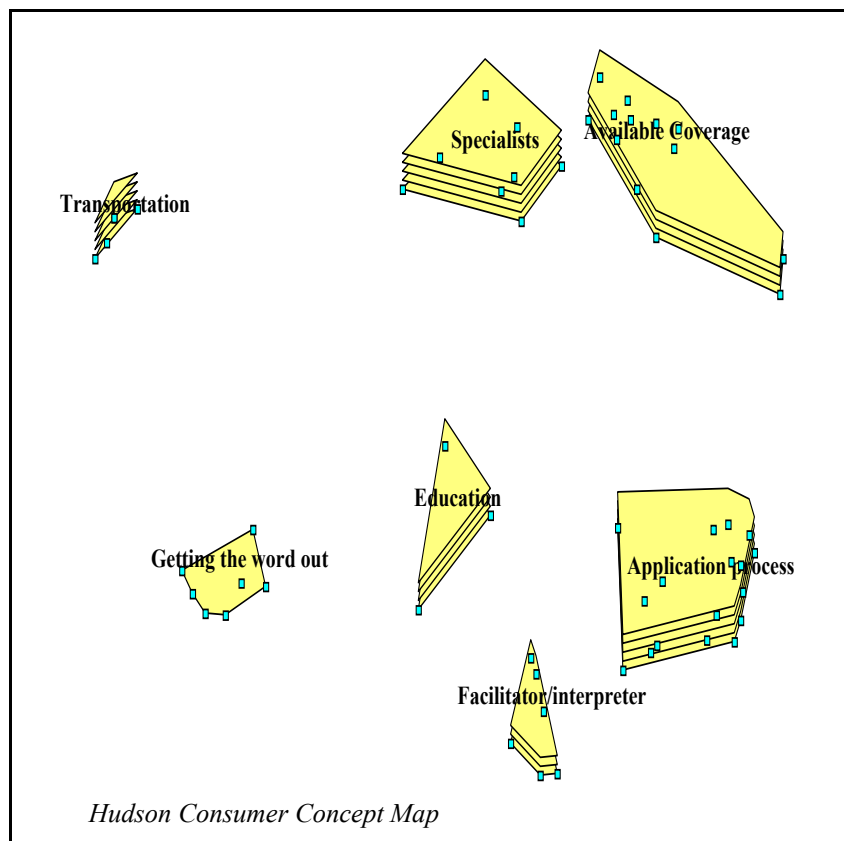 Specialists
Available Coverage
Transportation
Education
Getting the word out
Application process
Facilitator/interpreter
Hudson Consumer Concept Map